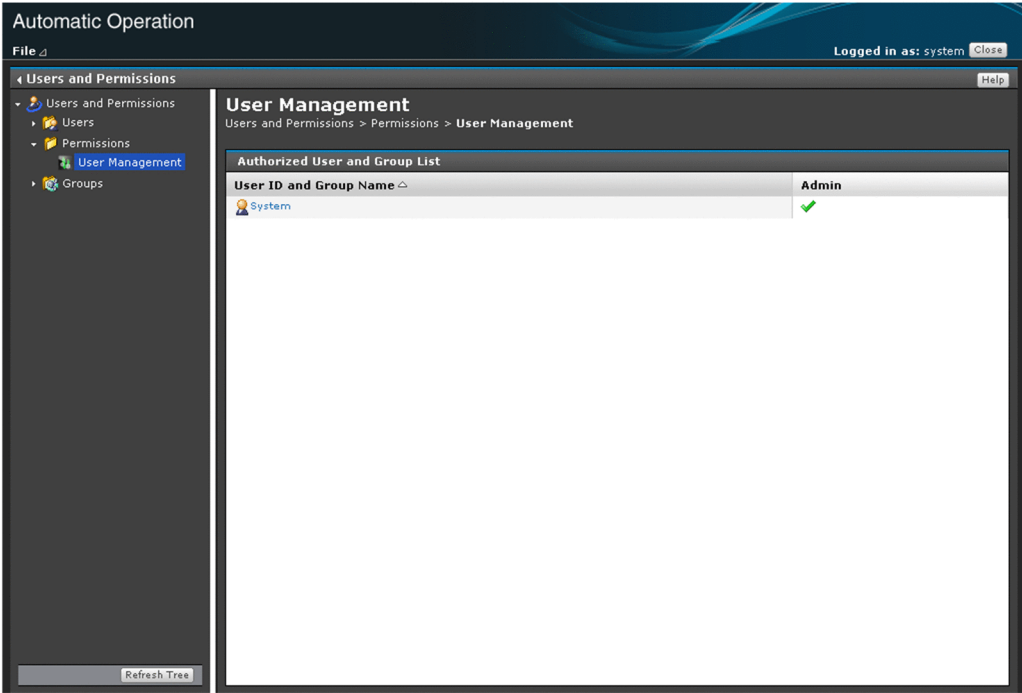 Automatic Operation
File
Logged in as: system Close
Users and Permissions
Help
Users and Permissions
Users
Permissions
User Management
Groups
Refresh Tree
User Management
Users and Permissions > Permissions > User Management
Authorized User and Group List
User ID and Group Name Admin
System